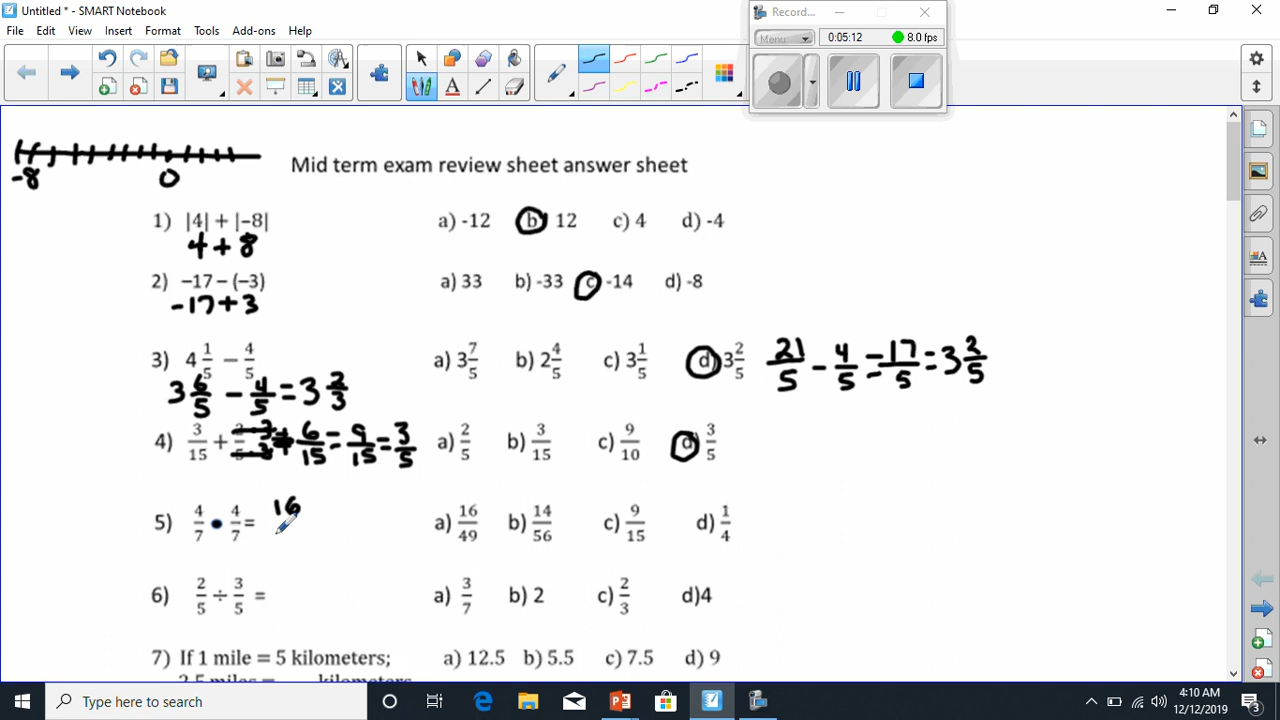 Untitled * - SMART Notebook
File Edit View Insert Format Tools Add-ons Help
Record...
Menu 0:05:12 8.0 fps
-8 0
Mid term exam review sheet answer sheet
1) |4| + |−8| a) -12 b) 12 c) 4 d) -4
4 + 8
2) −17 − (−3) a) 33 b) -33 c) -14 d) -8
-17+3
3) 4 1/5 − 4/5 a) 3 7/5 b) 2 4/5 c) 3 1/5 d) 3 2/5 21/5 - 4/5 = 17/5 = 3 2/5
3 6/5 - 4/5 = 3 2/3
4) 3/15 + 6/15 = 9/15 = 3/5 a) 2/5 b) 3/15 c) 9/10 d) 3/5
5) 4/7 • 4/7 = 16 a) 16/49 b) 14/56 c) 9/15 d) 1/4
6) 2/5 ÷ 3/5 = a) 3/7 b) 2 c) 2/3 d)4
7) If 1 mile = 5 kilometers; a) 12.5 b) 5.5 c) 7.5 d) 9
2.5 miles = __ kilometers
Type here to search
4:10 AM
12/12/2019
3